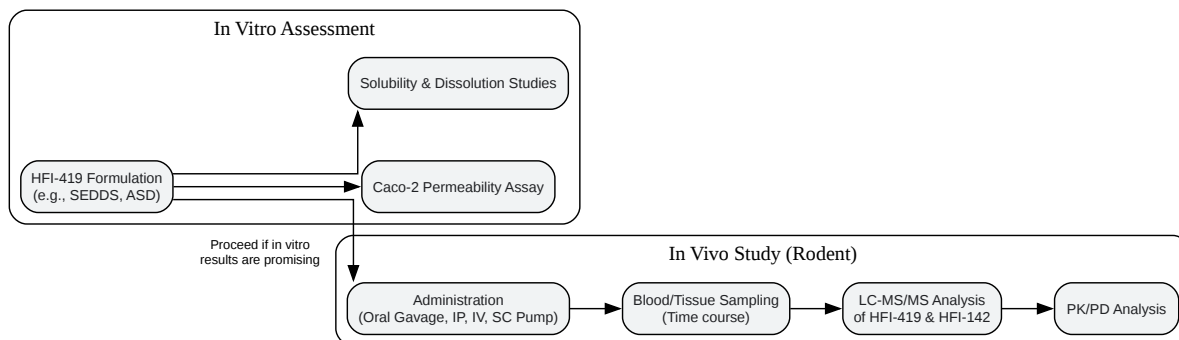 In Vitro Assessment
Solubility & Dissolution Studies
HFI-419 Formulation
(e.g., SEDDS, ASD)
Caco-2 Permeability Assay
Proceed if in vitro
results are promising
In Vivo Study (Rodent)
Administration
(Oral Gavage, IP, IV, SC Pump)
Blood/Tissue Sampling
(Time course)
LC-MS/MS Analysis
of HFI-419 & HFI-142
PK/PD Analysis